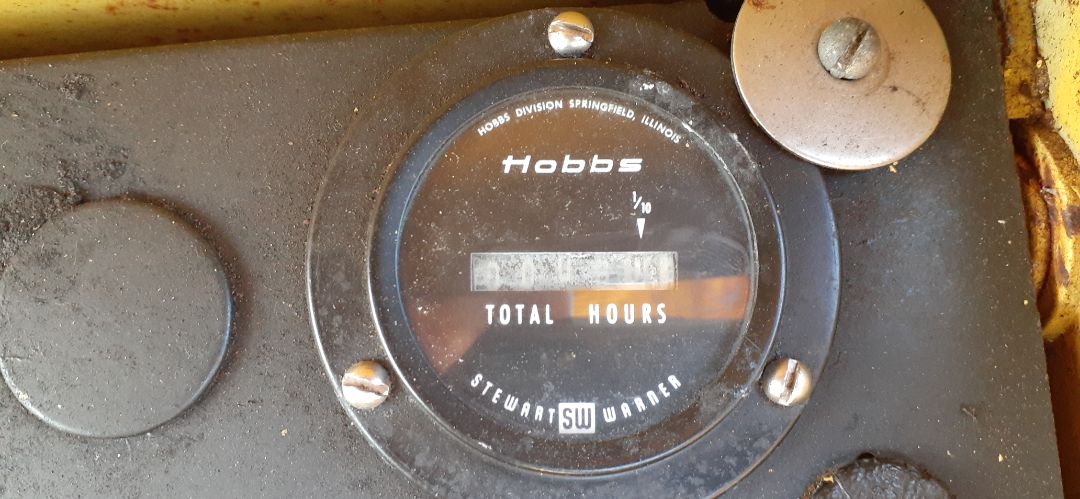 HOBBS DIVISION SPRINGFIELD, ILLINOIS
Hobbs
1/10
TOTAL HOURS
STEWART SW WARNER